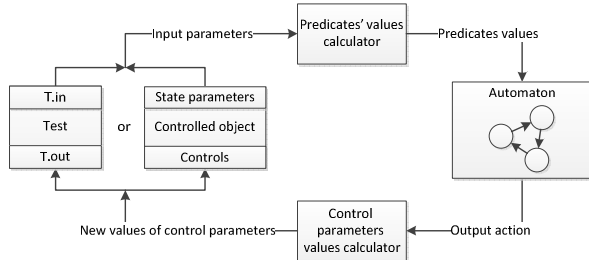 Input parameters
Predicates' values
calculator
Predicates values
T.in
Test
T.out
or
State parameters
Controlled object
Controls
Automaton
New values of control parameters
Control
parameters
values calculator
Output action